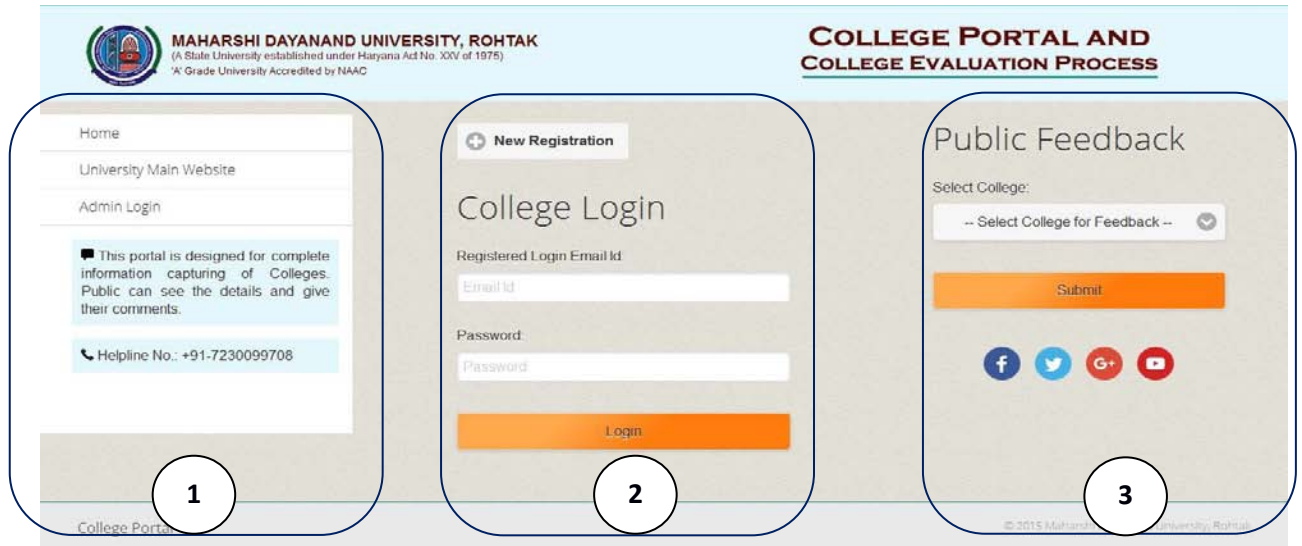 MAHARSHI DAYANAND UNIVERSITY, ROHTAK
(A State University established under Haryana Act No. XXV of 1975)
'A' Grade University Accredited by NAAC
COLLEGE PORTAL AND
COLLEGE EVALUATION PROCESS
Home
University Main Website
Admin Login
This portal is designed for complete
information capturing of Colleges.
Public can see the details and give
their comments.
Helpline No.: +91-7230099708
1
New Registration
College Login
Registered Login Email Id
Email Id
Password:
Password
Login
2
Public Feedback
Select College:
-- Select College for Feedback --
Submit
f
G+
3
College Portal
© 2015 Maharshi University, Rohtak